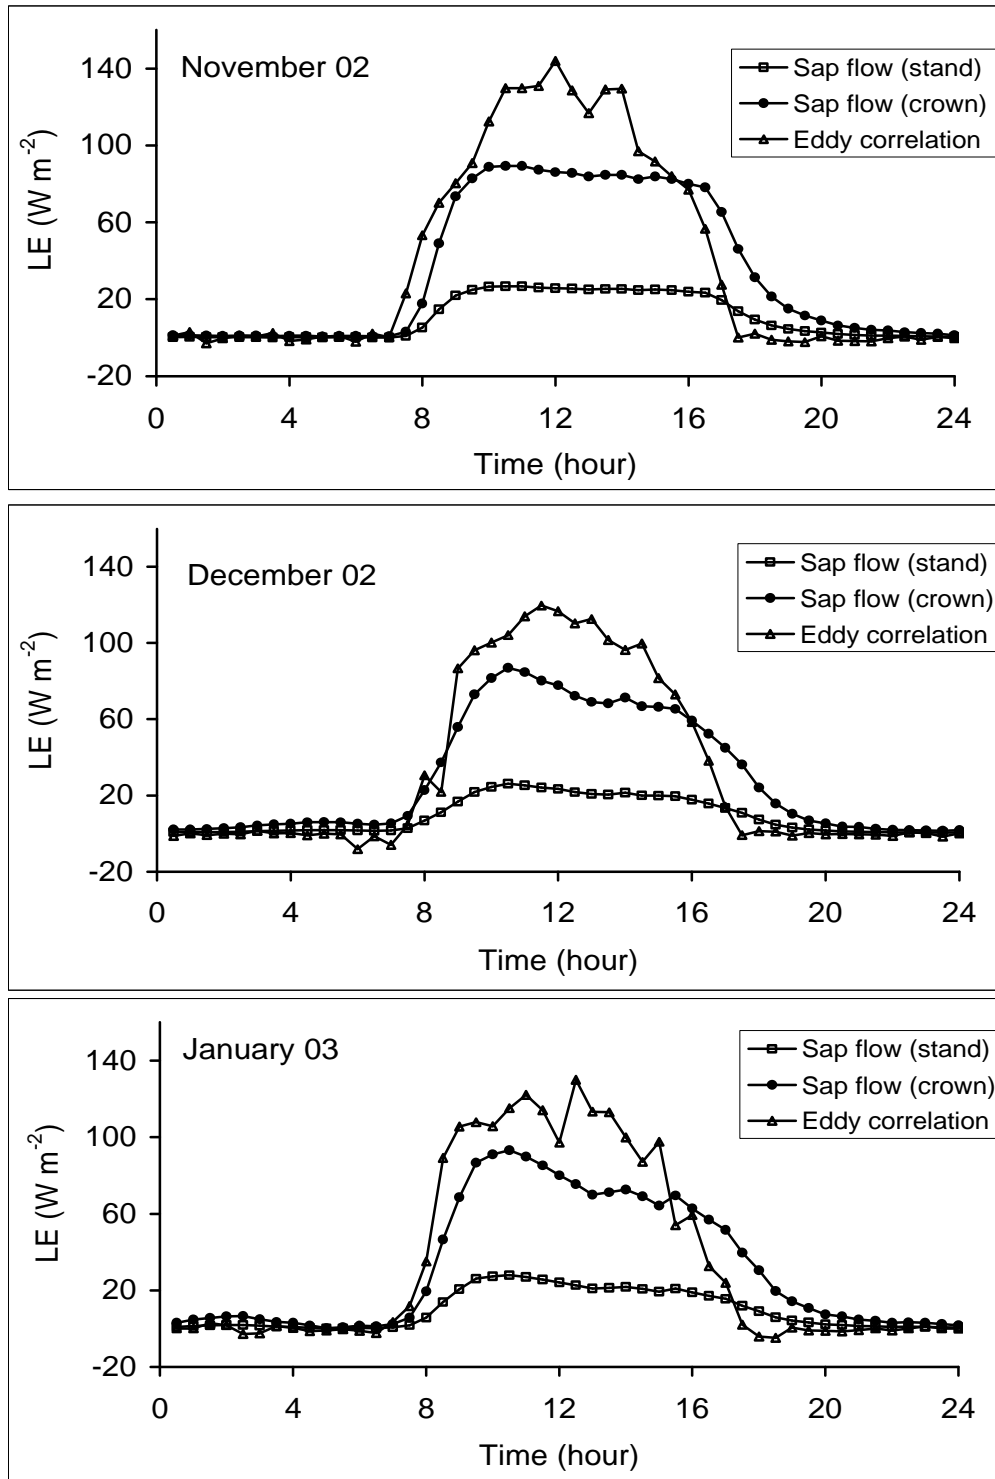 November 02
Sap flow (stand)
Sap flow (crown)
Eddy correlation
LE (W m-2)
140
100
60
20
-20
0 4 8 12 16 20 24
Time (hour)
December 02
Sap flow (stand)
Sap flow (crown)
Eddy correlation
LE (W m-2)
140
100
60
20
-20
0 4 8 12 16 20 24
Time (hour)
January 03
Sap flow (stand)
Sap flow (crown)
Eddy correlation
LE (W m-2)
140
100
60
20
-20
0 4 8 12 16 20 24
Time (hour)